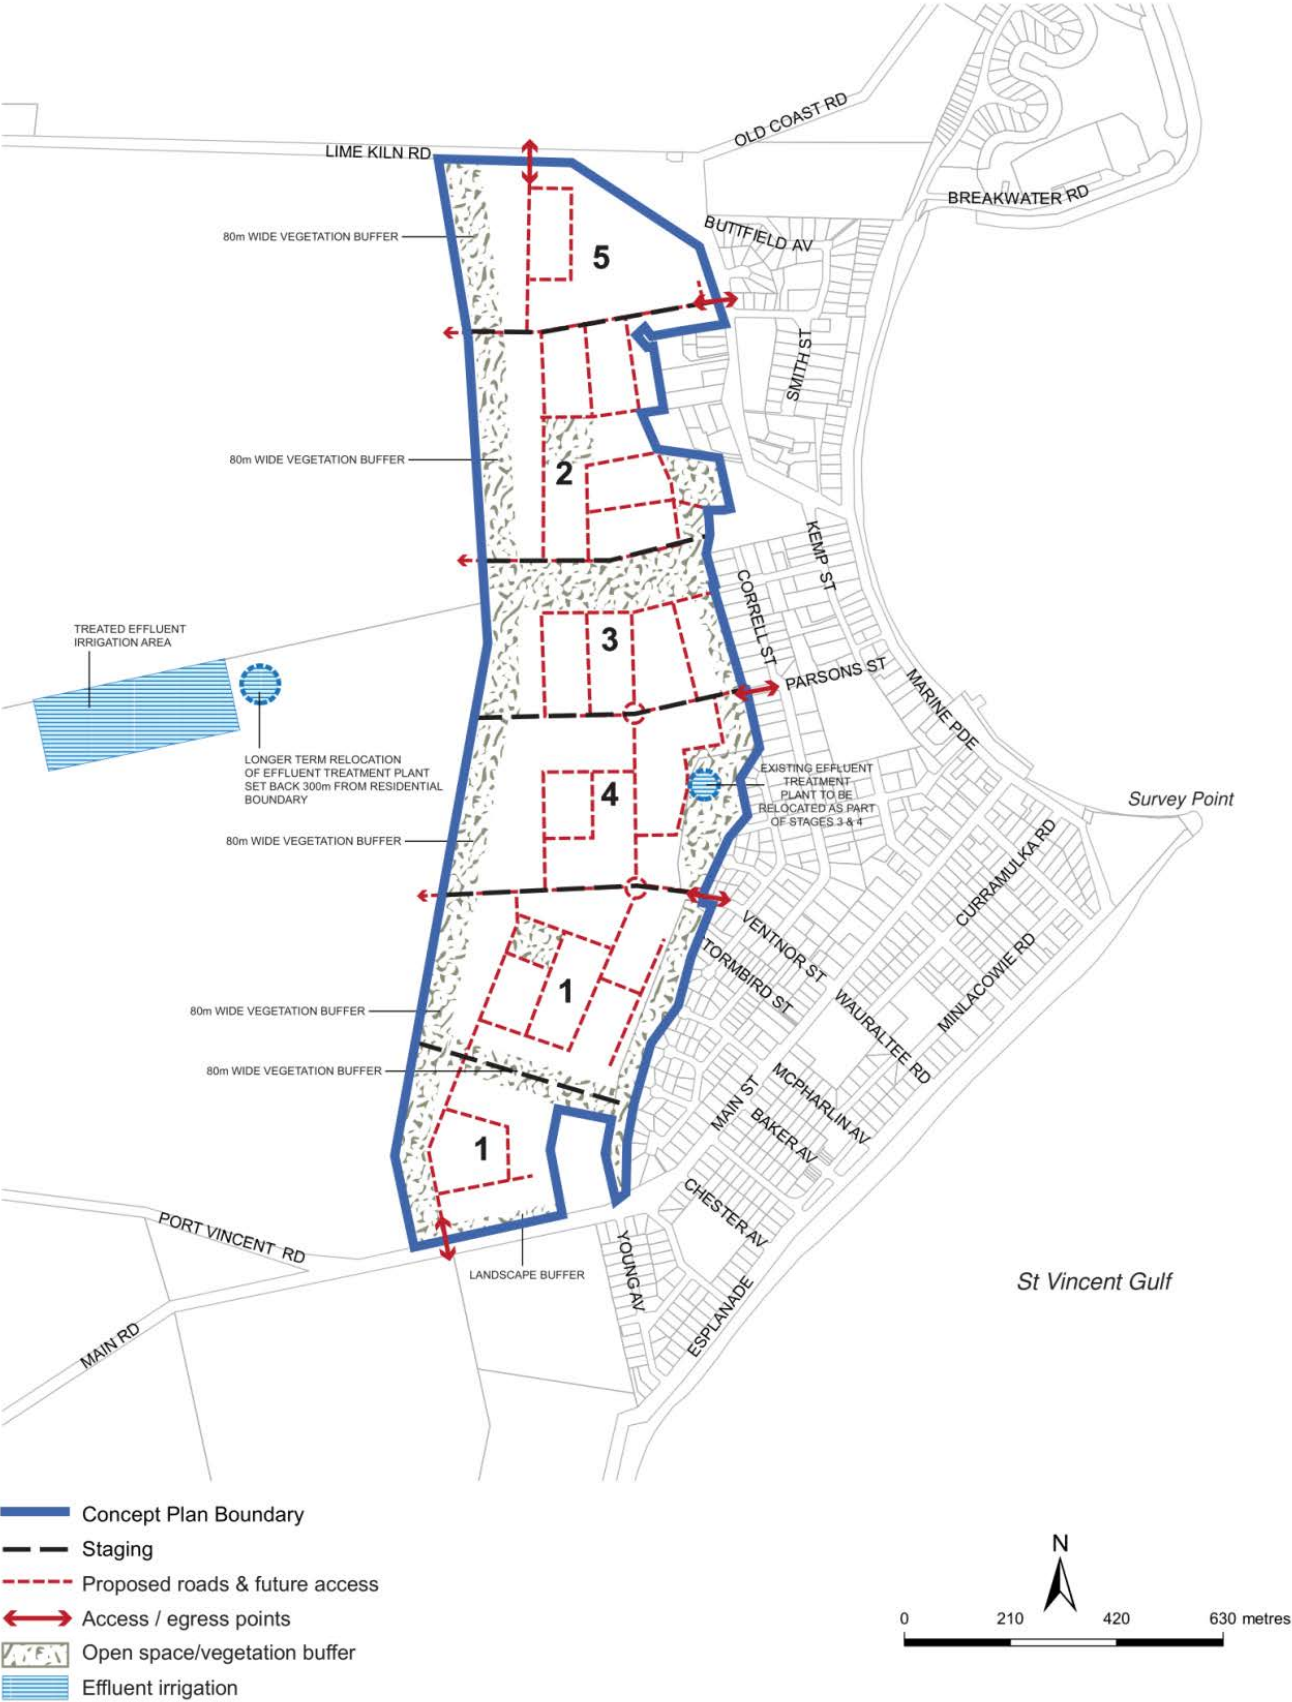 OLD COAST RD
LIME KILN RD
BREAKWATER RD
BUTTFIELD AV
80m WIDE VEGETATION BUFFER
5
SMITH ST
80m WIDE VEGETATION BUFFER
2
KEMP ST
CORRELL ST
TREATED EFFLUENT
IRRIGATION AREA
3
PARSONS ST
MARINE PDE
LONGER TERM RELOCATION
OF EFFLUENT TREATMENT PLANT
SET BACK 300m FROM RESIDENTIAL
BOUNDARY
EXISTING EFFLUENT
TREATMENT
PLANT TO BE
RELOCATED AS PART
OF STAGES 3 & 4
4
Survey Point
80m WIDE VEGETATION BUFFER
CURRAMULKA RD
VENTNOR ST
TORMBIRD ST
WAURALTEE RD
MINLACOWIE RD
1
80m WIDE VEGETATION BUFFER
80m WIDE VEGETATION BUFFER
MAIN ST
MCPHARLIN AV
BAKER AV
1
CHESTER AV
PORT VINCENT RD
YOUNG AV
LANDSCAPE BUFFER
ESPLANADE
St Vincent Gulf
MAIN RD
Concept Plan Boundary
Staging
Proposed roads & future access
Access / egress points
Open space/vegetation buffer
Effluent irrigation
N
0 210 420 630 metres